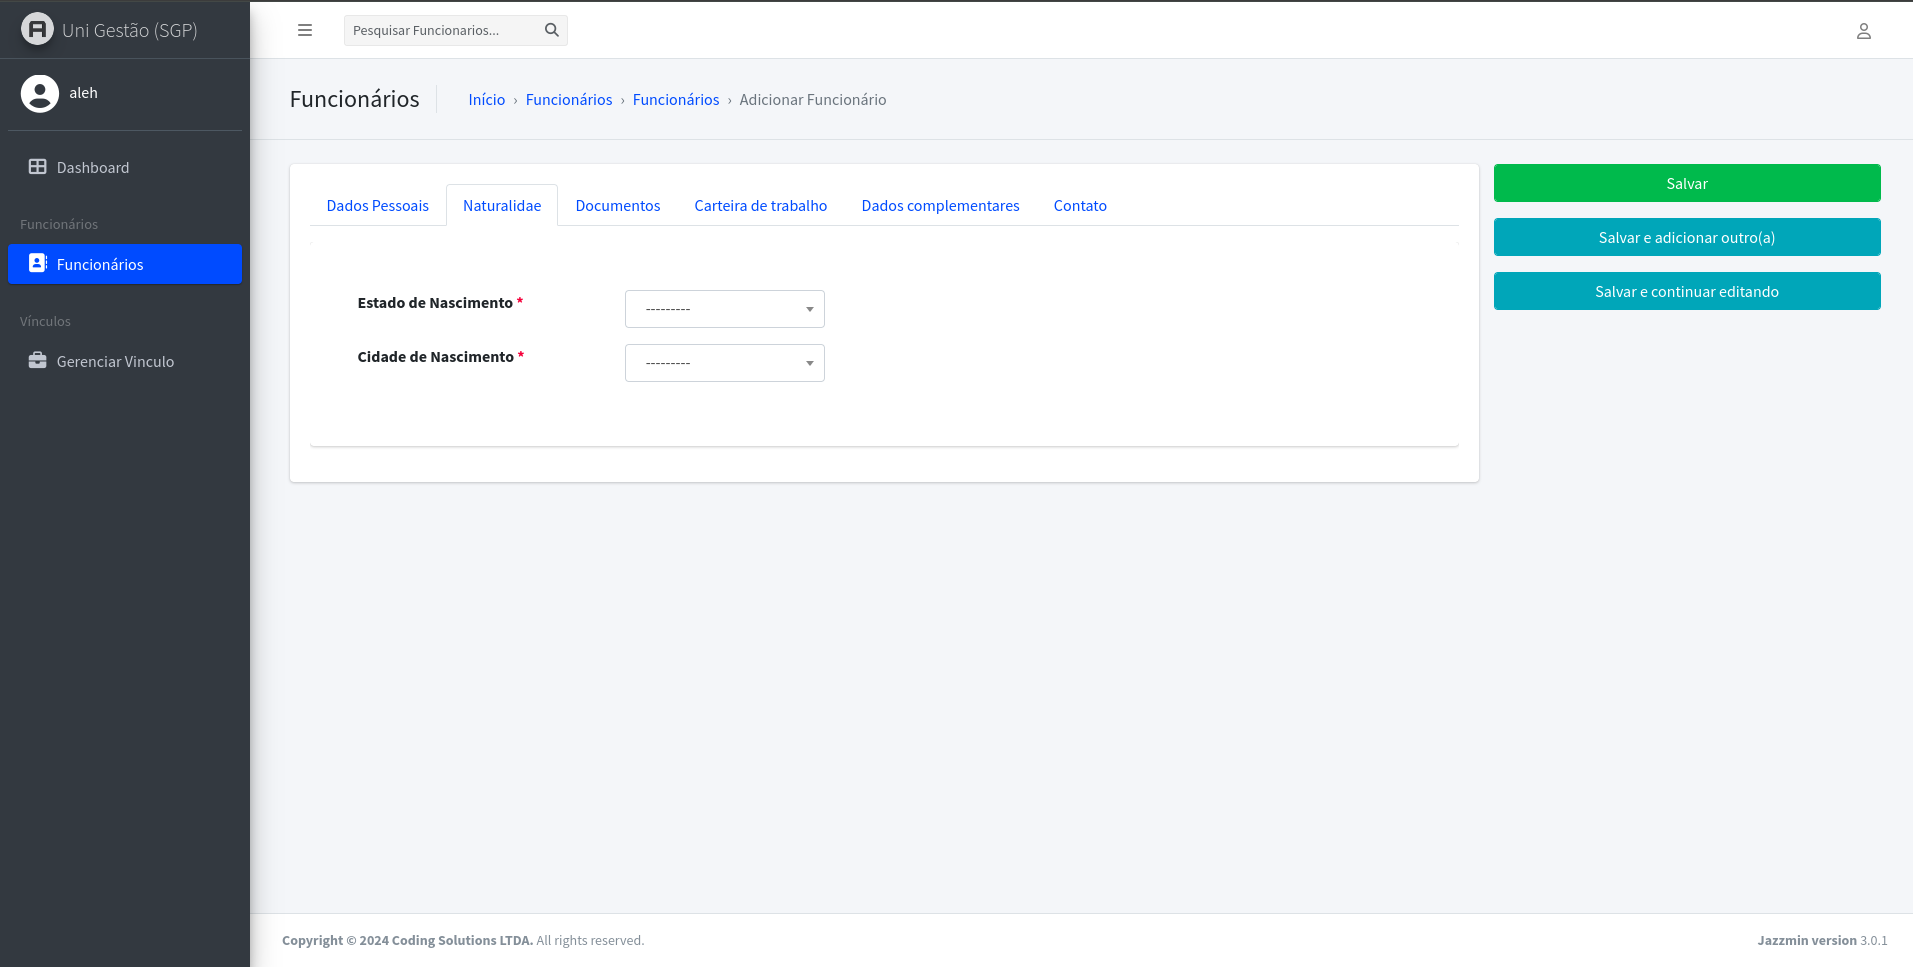 Uni Gestão (SGP)
Pesquisar Funcionarios...
aleh
Funcionários
Início › Funcionários › Funcionários › Adicionar Funcionário
Dashboard
Funcionários
Funcionários
Vínculos
Gerenciar Vinculo
Dados Pessoais Naturalidae Documentos Carteira de trabalho Dados complementares Contato
Estado de Nascimento * ---------
Cidade de Nascimento * ---------
Salvar
Salvar e adicionar outro(a)
Salvar e continuar editando
Copyright © 2024 Coding Solutions LTDA. All rights reserved.
Jazzmin version 3.0.1